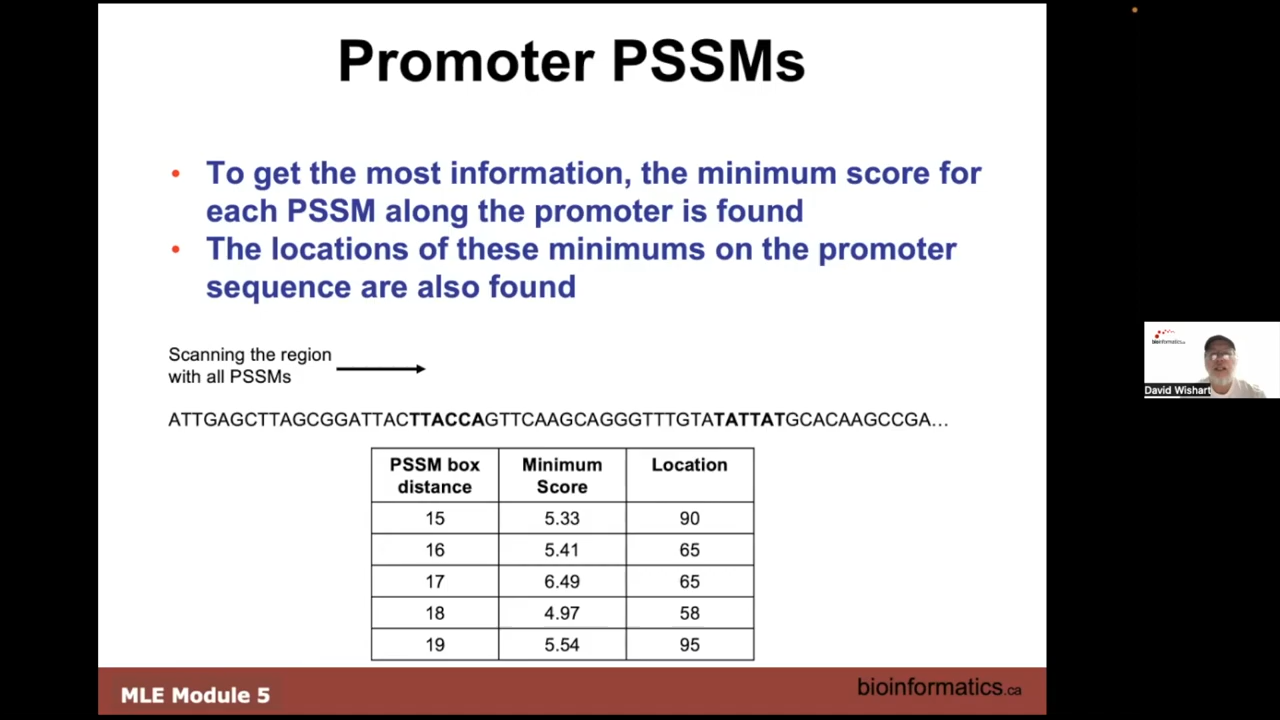 Promoter PSSMs
• To get the most information, the minimum score for
each PSSM along the promoter is found
• The locations of these minimums on the promoter
sequence are also found
Scanning the region
with all PSSMs
ATTGAGCTTAGCGGATTACTTACCAGTTCAAGCAGGGTTTGTATATTATGCACAAGCCGA...
PSSM box distance Minimum Score Location
15 5.33 90
16 5.41 65
17 6.49 65
18 4.97 58
19 5.54 95
MLE Module 5
bioinformatics.ca
bioinformatics.ca
David Wishart